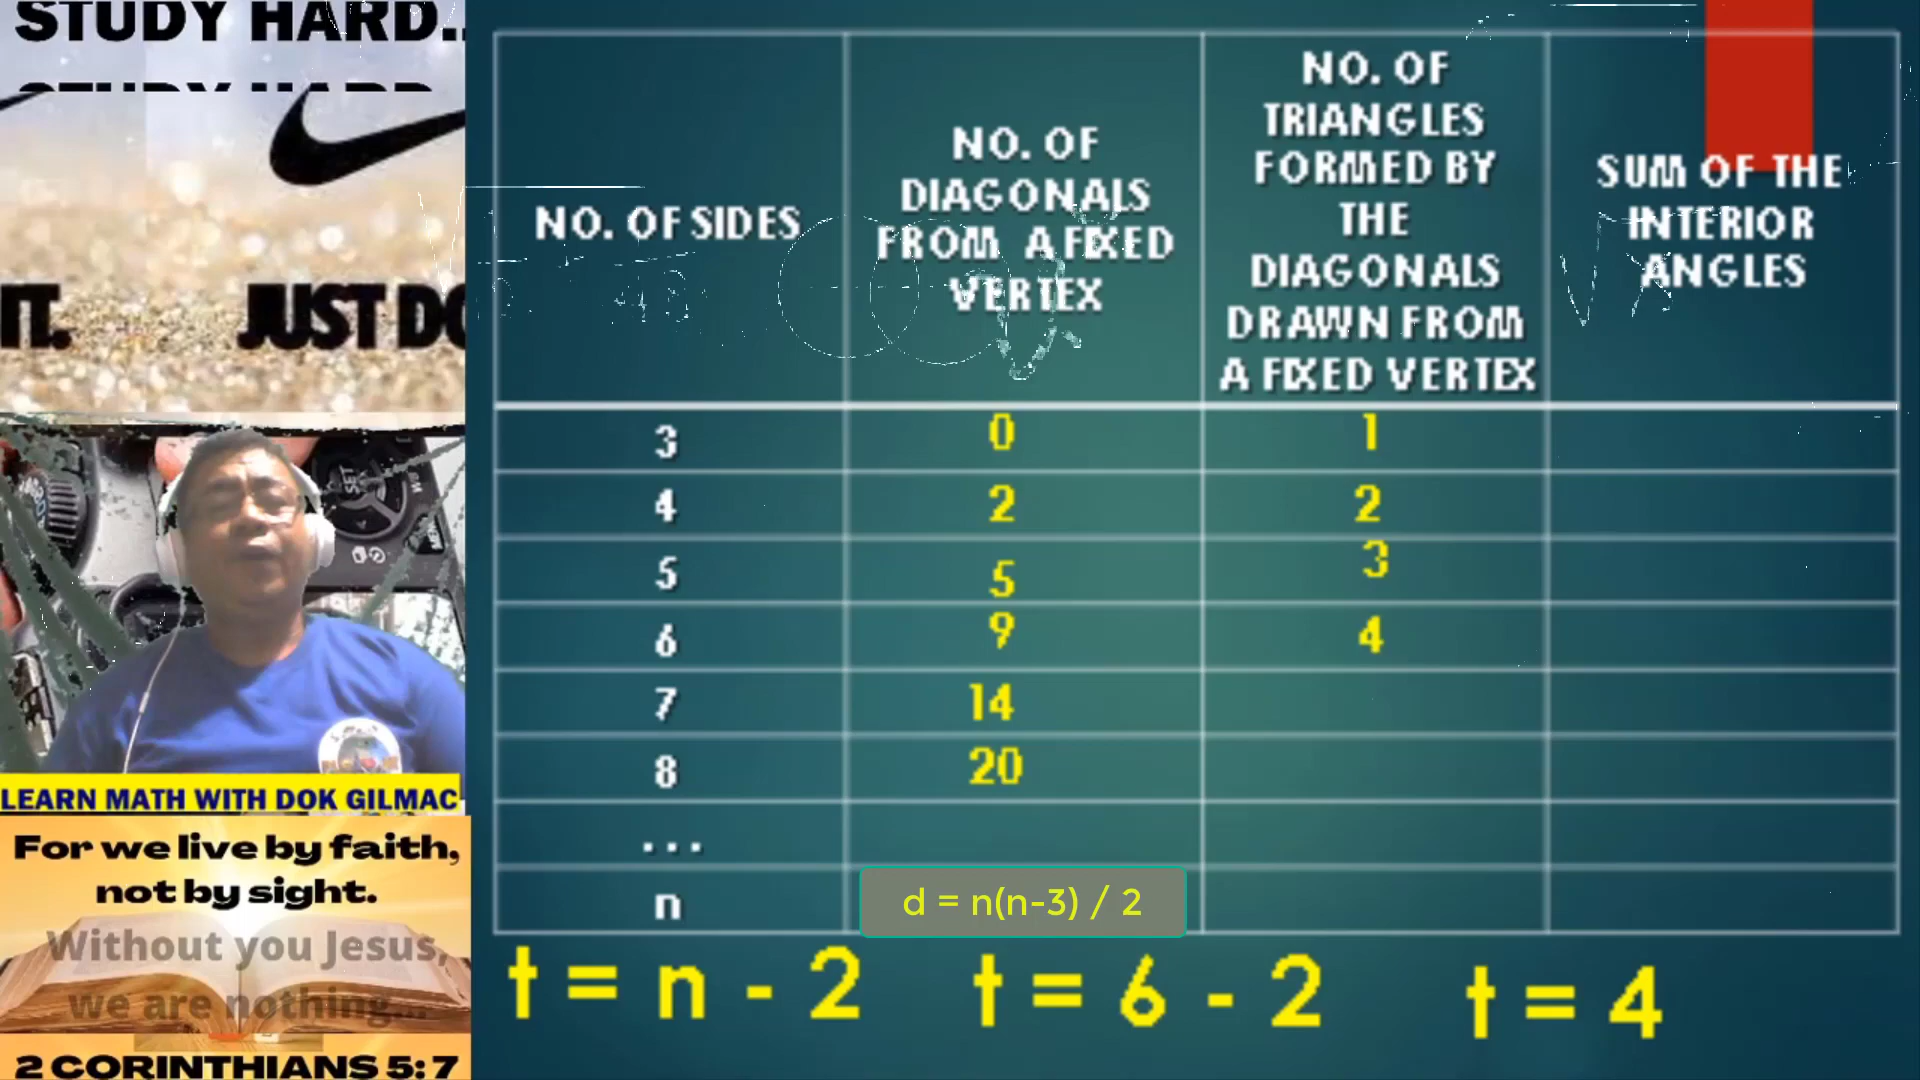 STUDY HARD..
STUDY HARD
IT.
JUST DO
LEARN MATH WITH DOK GILMAC
For we live by faith,
not by sight.
Without you Jesus,
we are nothing...
2 CORINTHIANS 5:7
NO. OF SIDES
NO. OF
DIAGONALS
FROM A FIXED
VERTEX
NO. OF
TRIANGLES
FORMED BY
THE
DIAGONALS
DRAWN FROM
A FIXED VERTEX
SUM OF THE
INTERIOR
ANGLES
3 0 1
4 2 2
5 5 3
6 9 4
7 14
8 20
...
n d = n(n-3) / 2
t = n - 2 t = 6 - 2 t = 4